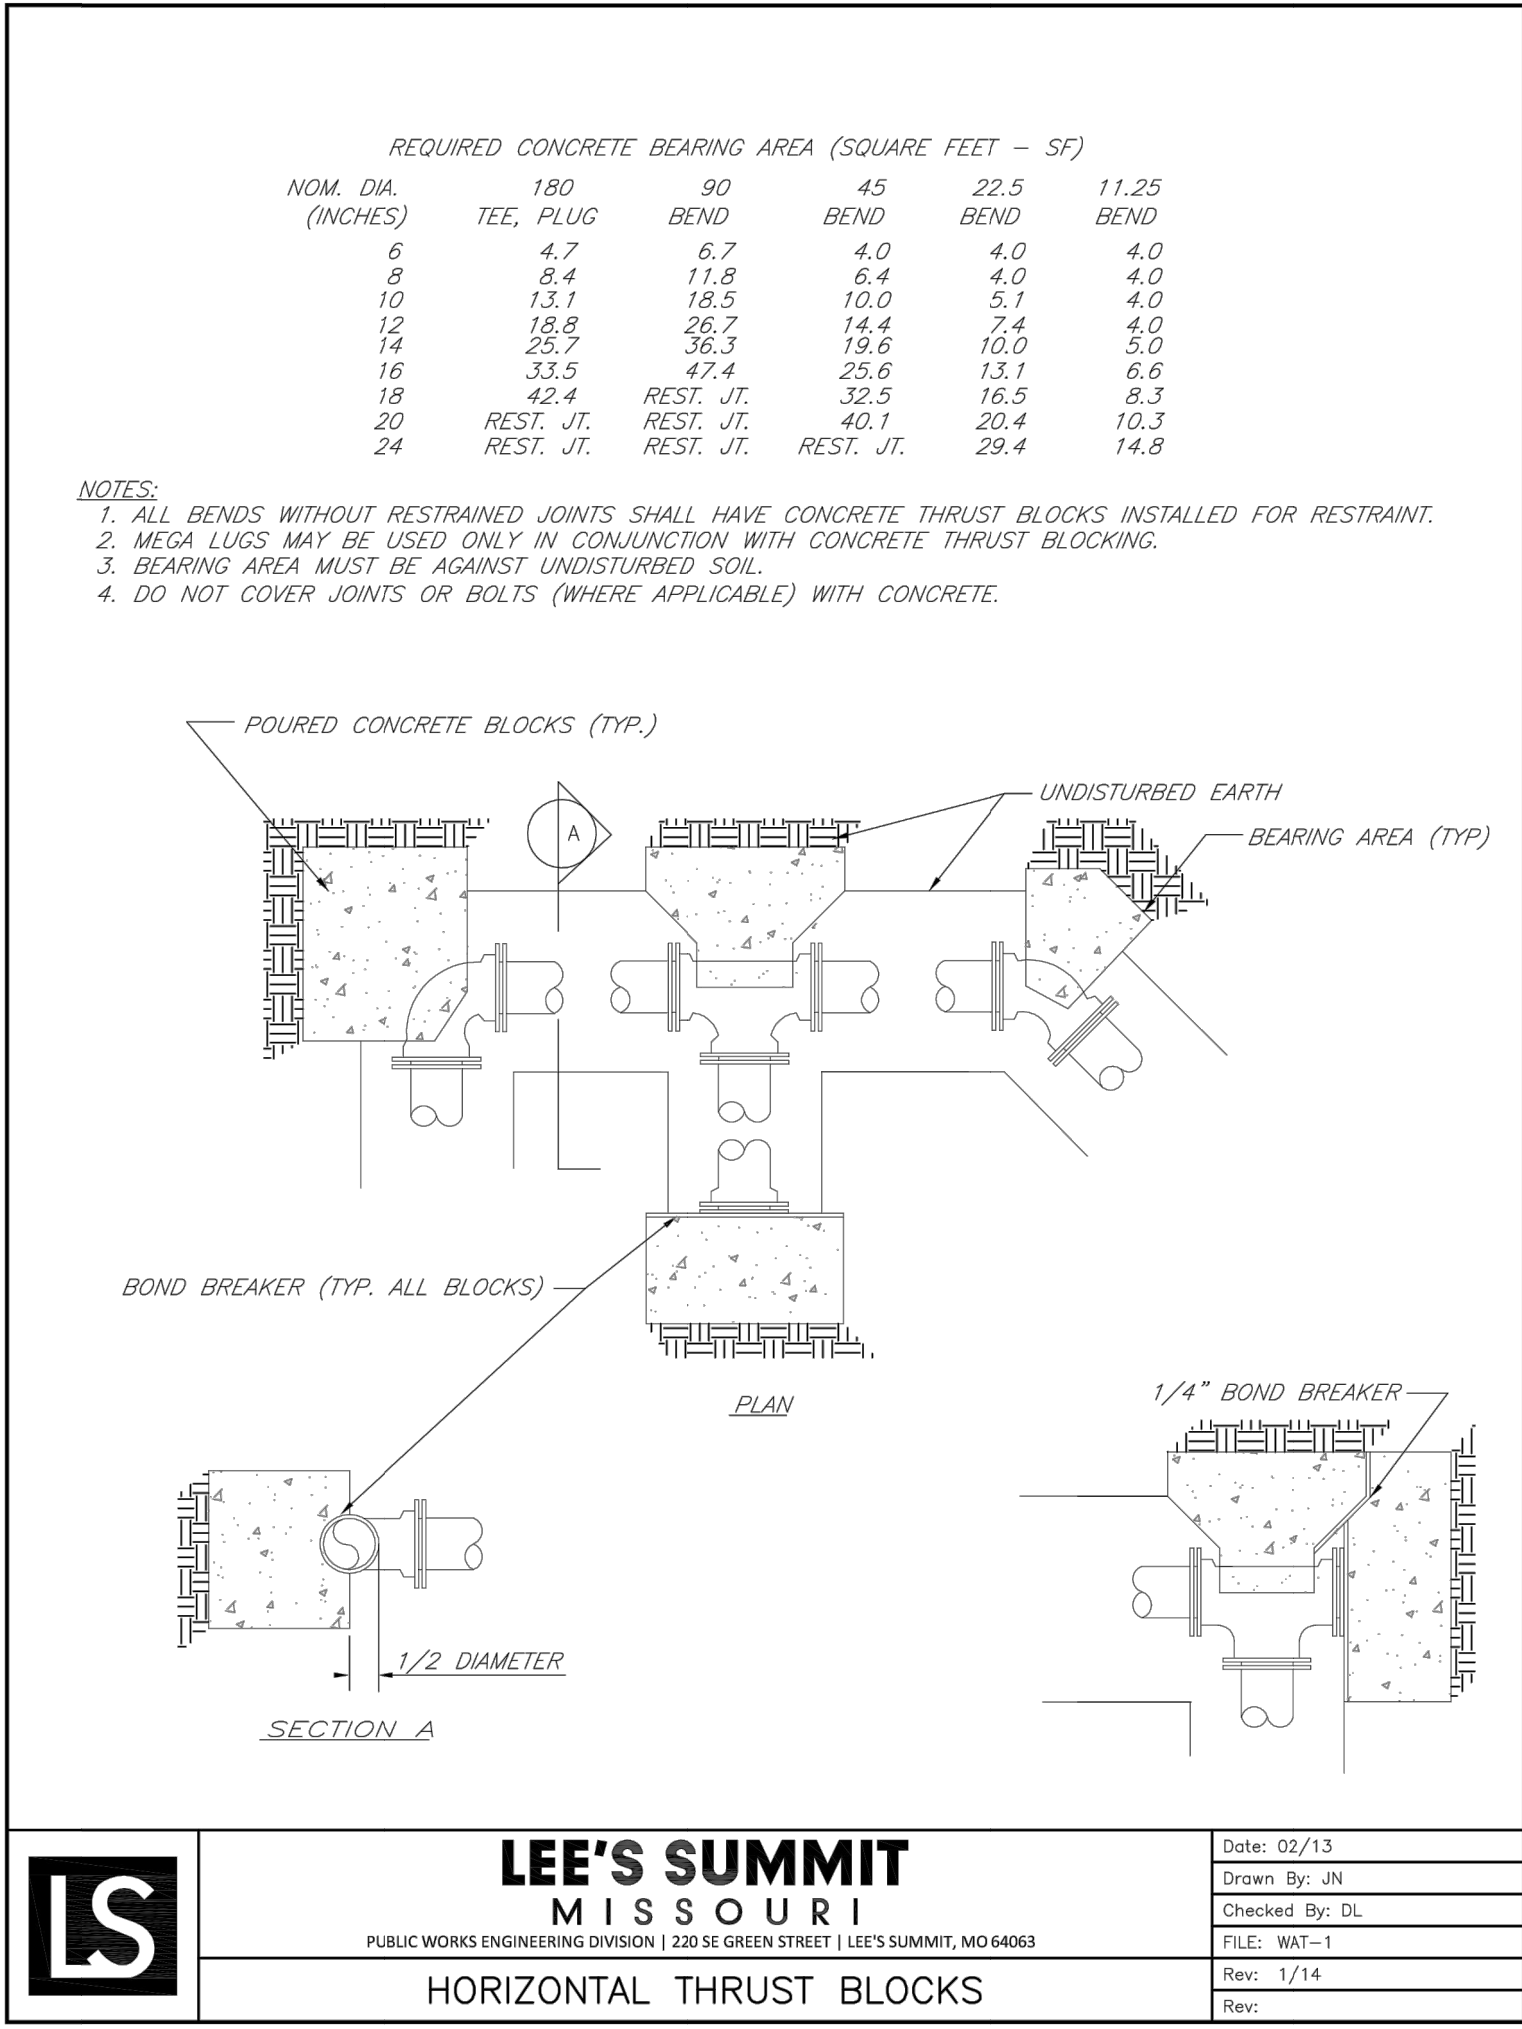 REQUIRED CONCRETE BEARING AREA (SQUARE FEET – SF)
NOM. DIA. 180 90 45 22.5 11.25
(INCHES) TEE, PLUG BEND BEND BEND BEND
6 4.7 6.7 4.0 4.0 4.0
8 8.4 11.8 6.4 4.0 4.0
10 13.1 18.5 10.0 5.1 4.0
12 18.8 26.7 14.4 7.4 4.0
14 25.7 36.3 19.6 10.0 5.0
16 33.5 47.4 25.6 13.1 6.6
18 42.4 REST. JT. 32.5 16.5 8.3
20 REST. JT. REST. JT. 40.1 20.4 10.3
24 REST. JT. REST. JT. REST. JT. 29.4 14.8
NOTES:
1. ALL BENDS WITHOUT RESTRAINED JOINTS SHALL HAVE CONCRETE THRUST BLOCKS INSTALLED FOR RESTRAINT.
2. MEGA LUGS MAY BE USED ONLY IN CONJUNCTION WITH CONCRETE THRUST BLOCKING.
3. BEARING AREA MUST BE AGAINST UNDISTURBED SOIL.
4. DO NOT COVER JOINTS OR BOLTS (WHERE APPLICABLE) WITH CONCRETE.
POURED CONCRETE BLOCKS (TYP.)
UNDISTURBED EARTH
A
BEARING AREA (TYP)
BOND BREAKER (TYP. ALL BLOCKS)
PLAN
1/4" BOND BREAKER
1/2 DIAMETER
SECTION A
LS
LEE'S SUMMIT
MISSOURI
PUBLIC WORKS ENGINEERING DIVISION | 220 SE GREEN STREET | LEE'S SUMMIT, MO 64063
HORIZONTAL THRUST BLOCKS
Date: 02/13
Drawn By: JN
Checked By: DL
FILE: WAT–1
Rev: 1/14
Rev: